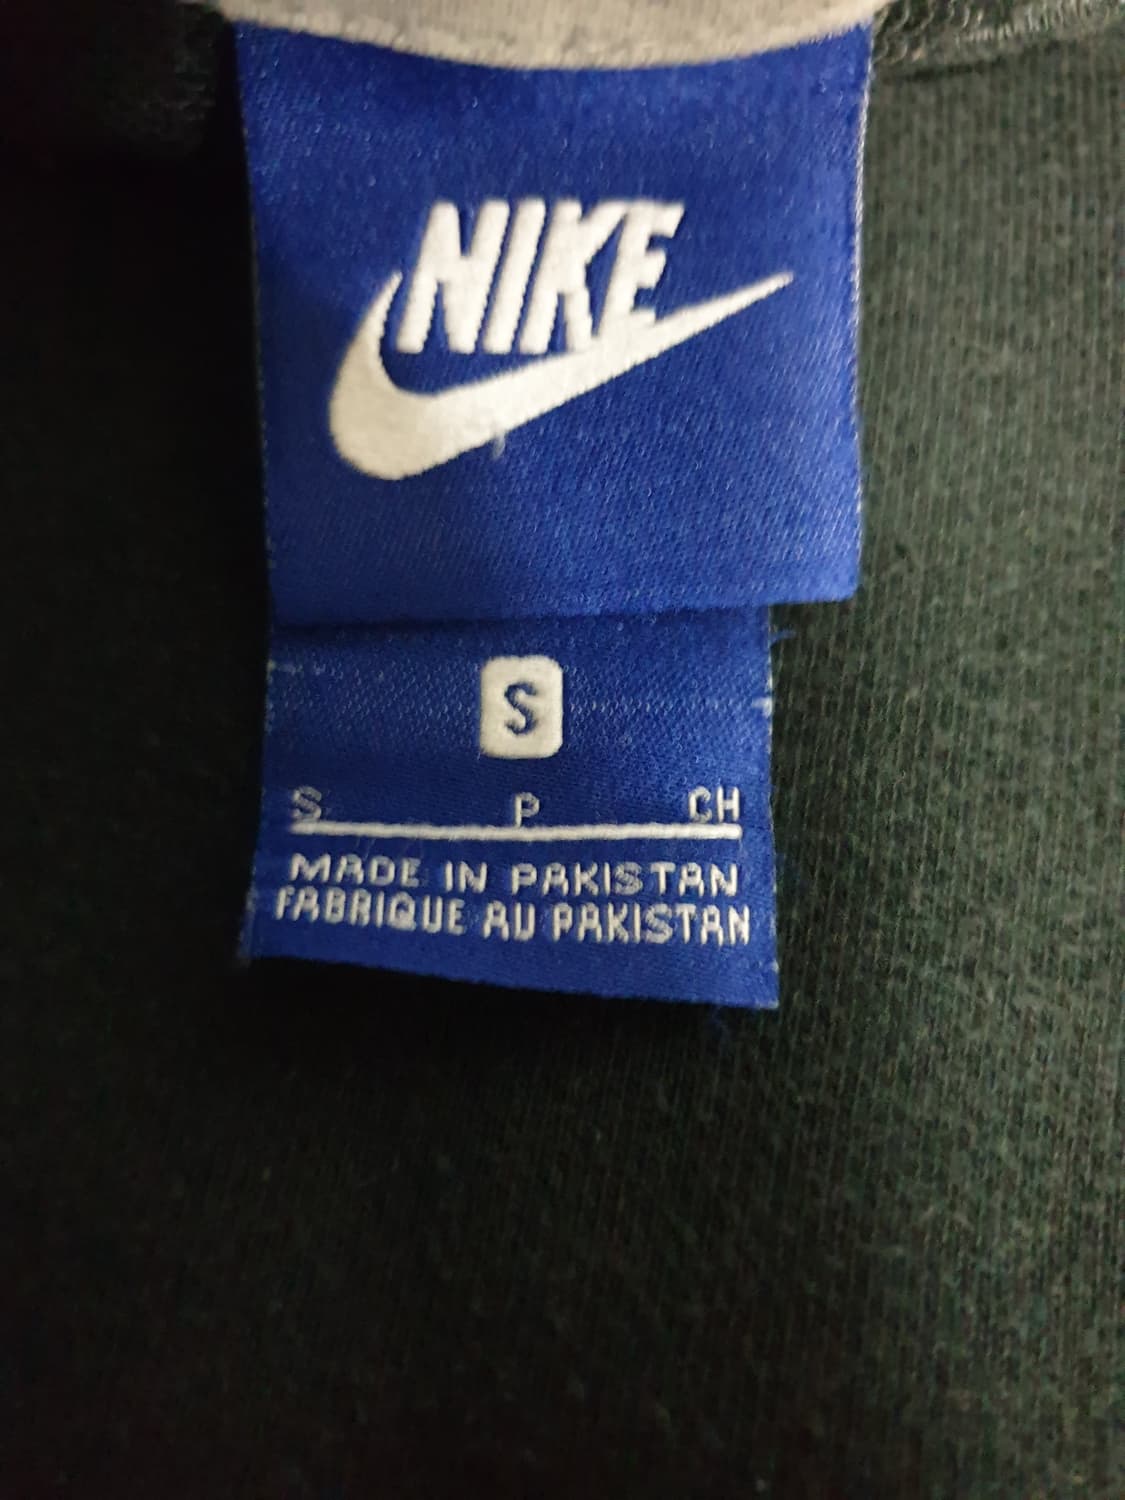 NIKE
S
S P CH
MADE IN PAKISTAN
FABRIQUE AU PAKISTAN